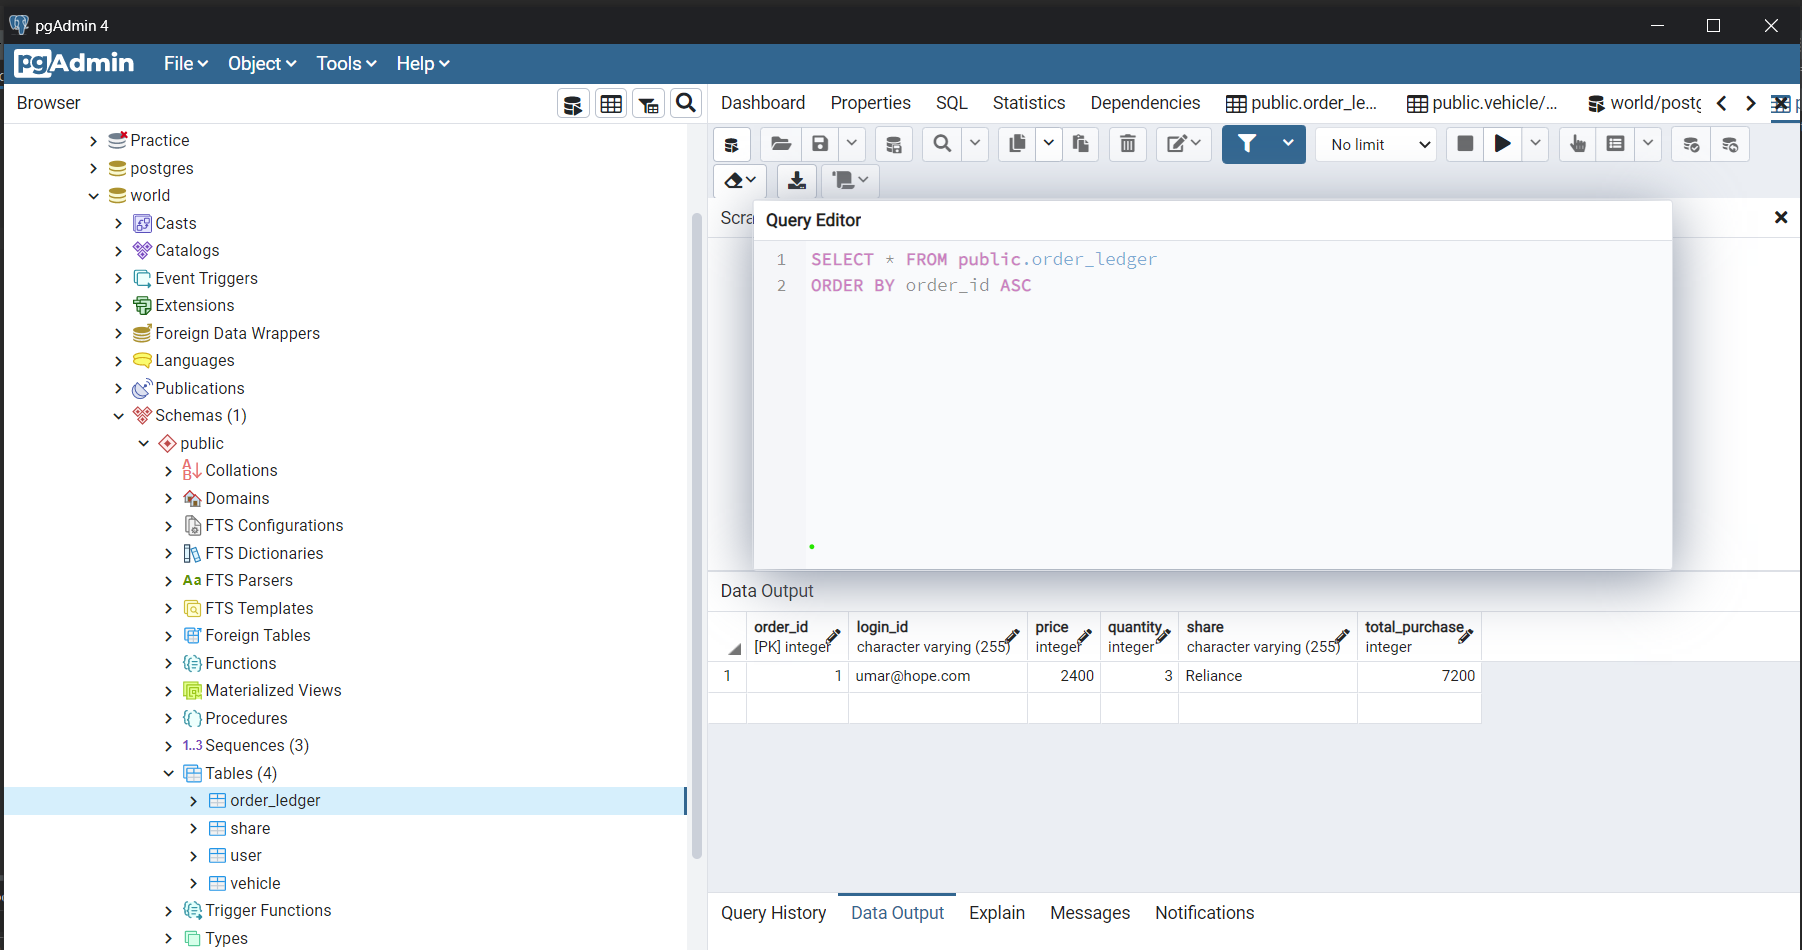 pgAdmin 4
pgAdmin File Object Tools Help
Browser
Dashboard Properties SQL Statistics Dependencies public.order_le... public.vehicle/... world/postg
Practice
postgres
world
Casts
Catalogs
Event Triggers
Extensions
Foreign Data Wrappers
Languages
Publications
Schemas (1)
public
Collations
Domains
FTS Configurations
FTS Dictionaries
Aa FTS Parsers
FTS Templates
Foreign Tables
Functions
Materialized Views
Procedures
1..3 Sequences (3)
Tables (4)
order_ledger
share
user
vehicle
Trigger Functions
Types
No limit
Scra
Query Editor
1 SELECT * FROM public.order_ledger
2 ORDER BY order_id ASC
Data Output
order_id login_id price quantity share total_purchase
[PK] integer character varying (255) integer integer character varying (255) integer
1 1 umar@hope.com 2400 3 Reliance 7200
Query History Data Output Explain Messages Notifications